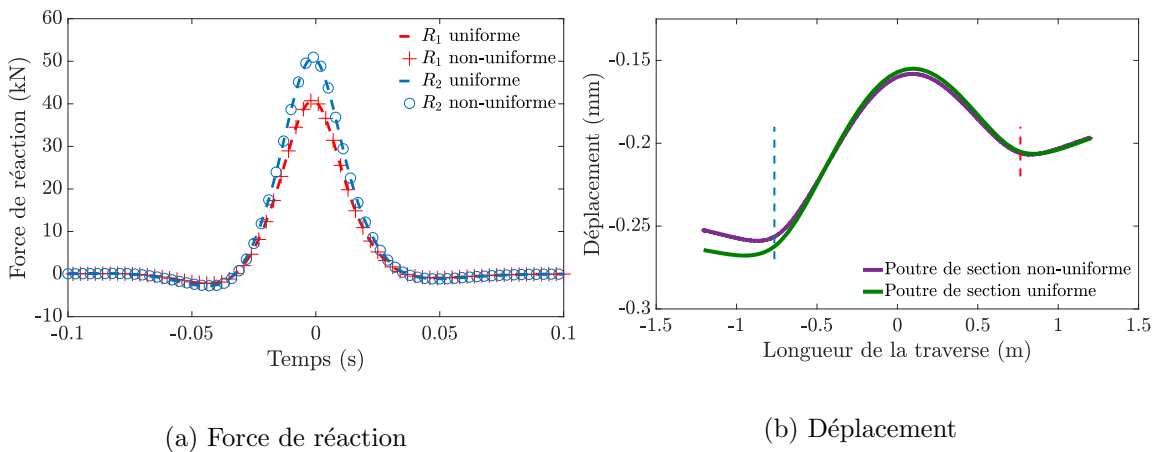 60
50
40
30
20
10
0
-10
-0.1
-0.05
0
0.05
0.1
Force de réaction (kN)
Temps (s)
R1 uniforme
R1 non-uniforme
R2 uniforme
R2 non-uniforme
(a) Force de réaction
-0.15
-0.2
-0.25
-0.3
-1.5
-1
-0.5
0
0.5
1
1.5
Déplacement (mm)
Longueur de la traverse (m)
Poutre de section non-uniforme
Poutre de section uniforme
(b) Déplacement